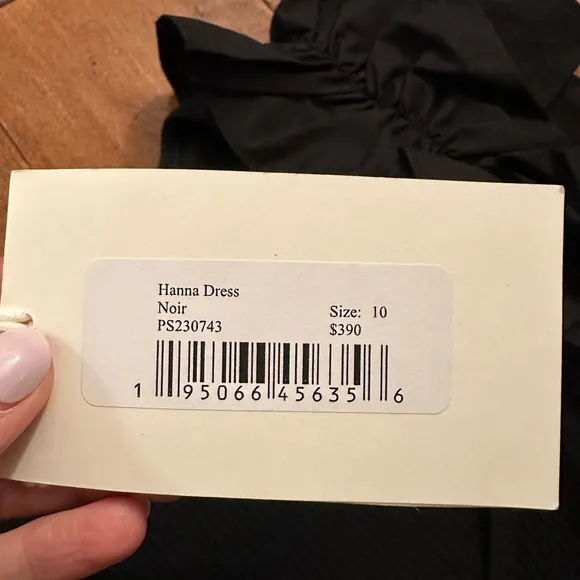 Hanna Dress
Noir
Size: 10
PS230743
$390
1 95066 45635 6